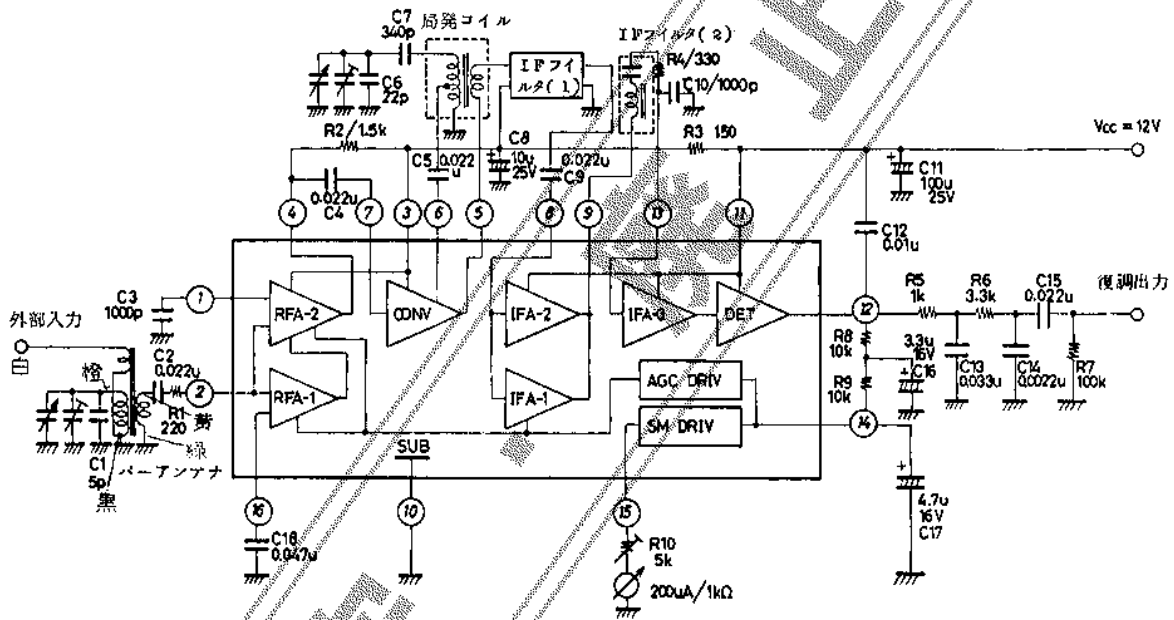 C7
340p
局発コイル
C6
22p
IFフィ
ルタ(1)
IFフィルタ(2)
R4/330
C10/1000p
R2/1.5k
C5 0.022
u
C8
10u
25V
0.022u
C9
R3 150
Vcc = 12V
C11
100u
25V
0.022u
C4
4
7
3
6
5
8
9
13
11
C12
0.01u
C3
1000p
1
RFA-2
CONV
IFA-2
IFA-3
DET
12
R5
1k
R6
3.3k
C15
0.022u
復調出力
外部入力
白
橙
C2
0.022u
2
R1
220
黄
緑
C1
5p
黒
バーアンテナ
RFA-1
IFA-1
AGC DRIV
SM DRIV
R8
10k
R9
10k
3.3u
16V
C16
C13
0.033u
C14
0.0022u
R7
100k
14
SUB
16
10
15
C18
0.047u
R10
5k
200uA/1kΩ
4.7u
16V
C17